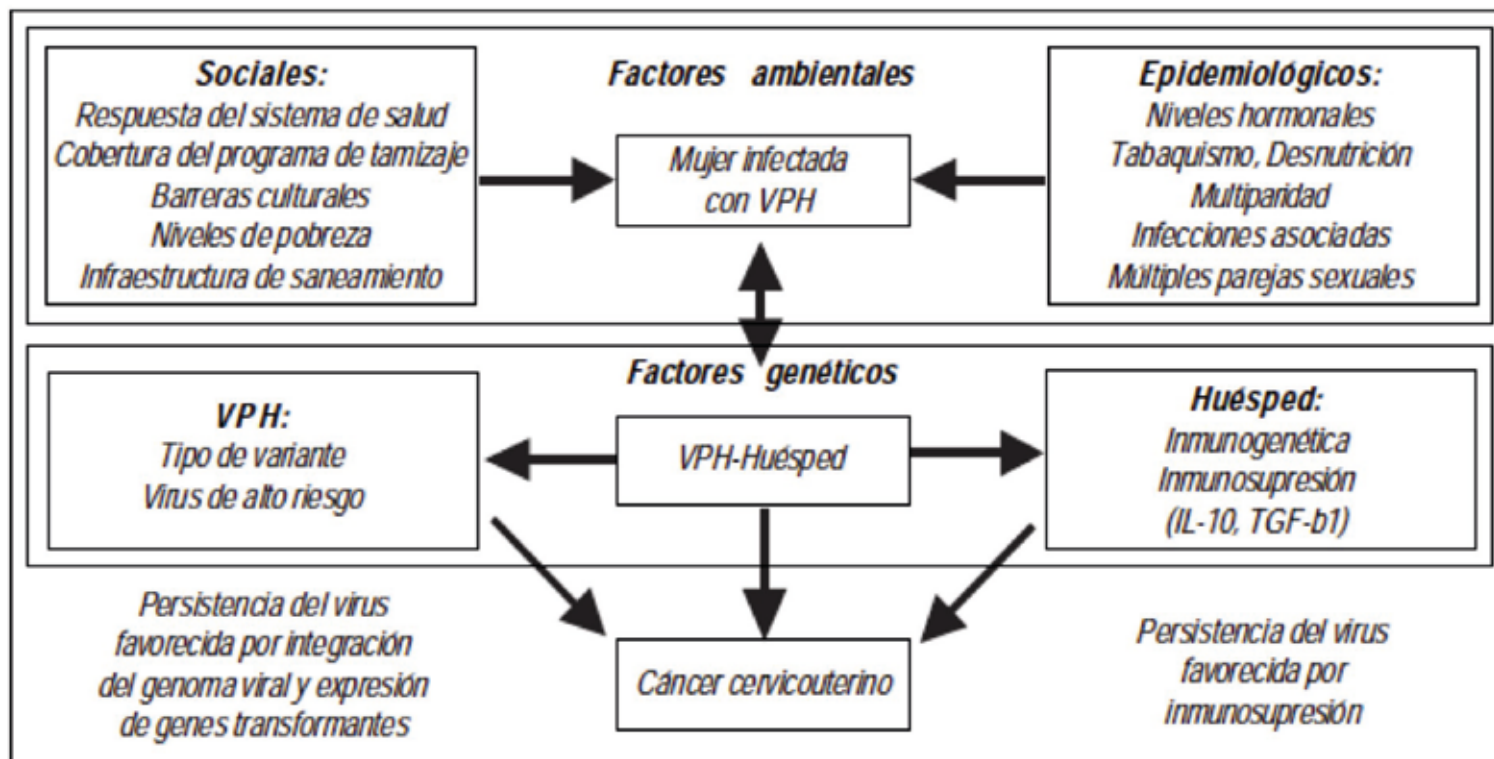 Factores ambientales
Sociales:
Respuesta del sistema de salud
Cobertura del programa de tamizaje
Barreras culturales
Niveles de pobreza
Infraestructura de saneamiento
Mujer infectada
con VPH
Epidemiológicos:
Niveles hormonales
Tabaquismo, Desnutrición
Multiparidad
Infecciones asociadas
Múltiples parejas sexuales
Factores genéticos
VPH:
Tipo de variante
Virus de alto riesgo
VPH-Huésped
Huésped:
Inmunogenética
Inmunosupresión
(IL-10, TGF-b1)
Persistencia del virus
favorecida por integración
del genoma viral y expresión
de genes transformantes
Cáncer cervicouterino
Persistencia del virus
favorecida por
inmunosupresión